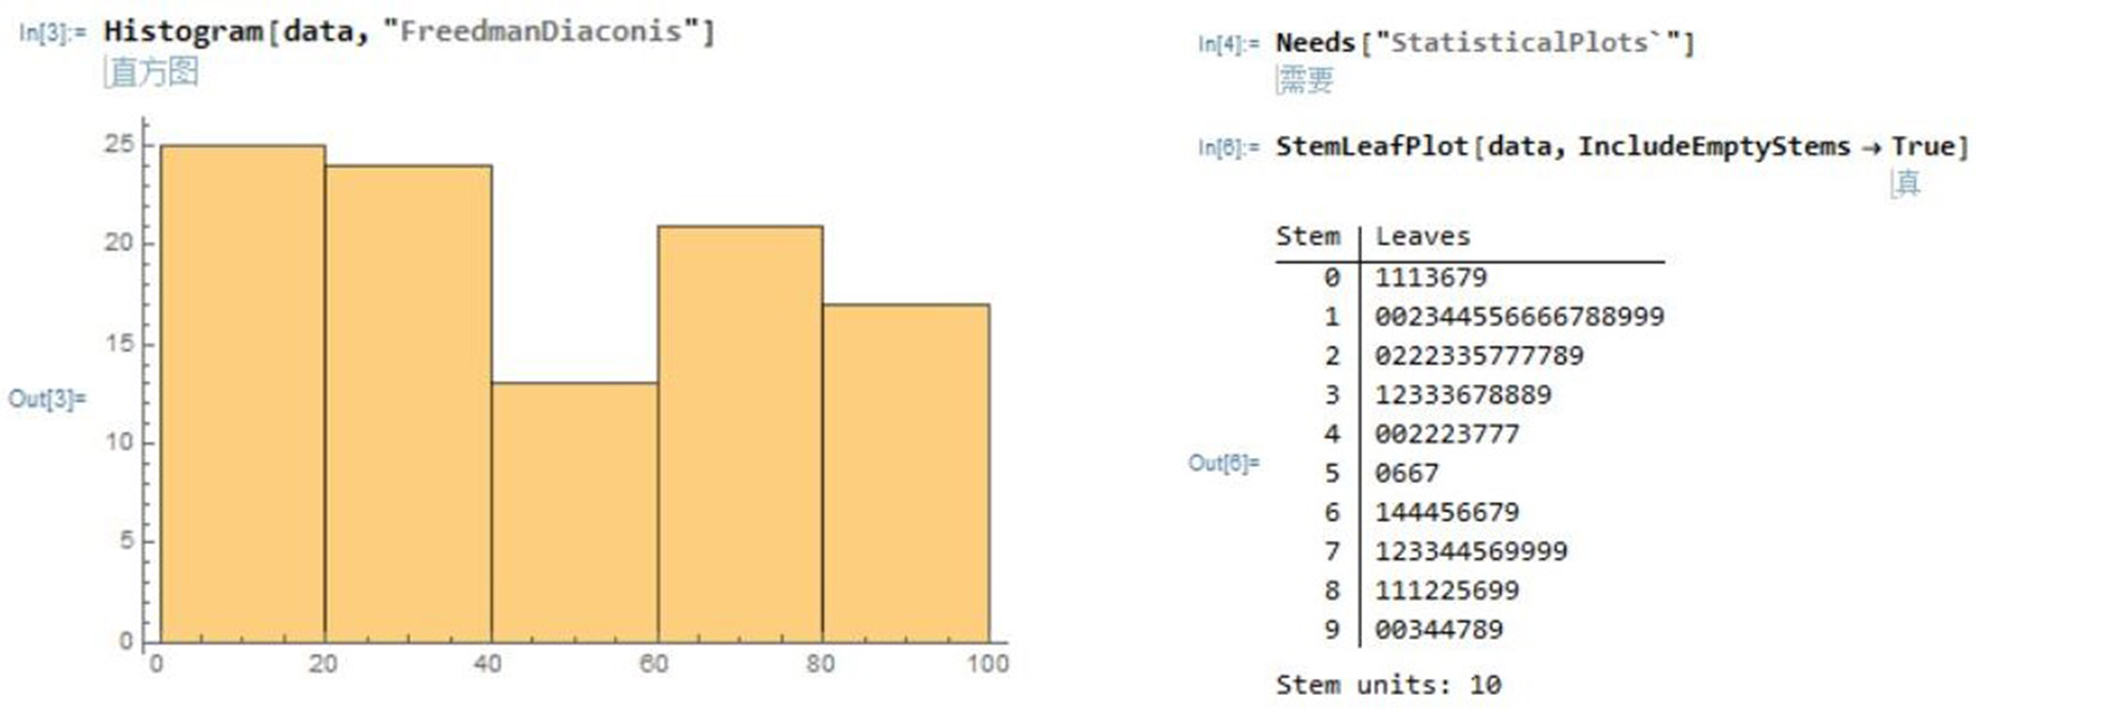 In[3]:= Histogram[data, "FreedmanDiaconis"]
直方图
25
20
15
10
5
0
Out[3]=
0 20 40 60 80 100
In[4]:= Needs["StatisticalPlots`"]
需要
In[6]:= StemLeafPlot[data, IncludeEmptyStems → True]
真
Out[6]=
Stem Leaves
0 1113679
1 002344556666788999
2 0222335777789
3 12333678889
4 002223777
5 0667
6 144456679
7 123344569999
8 111225699
9 00344789
Stem units: 10